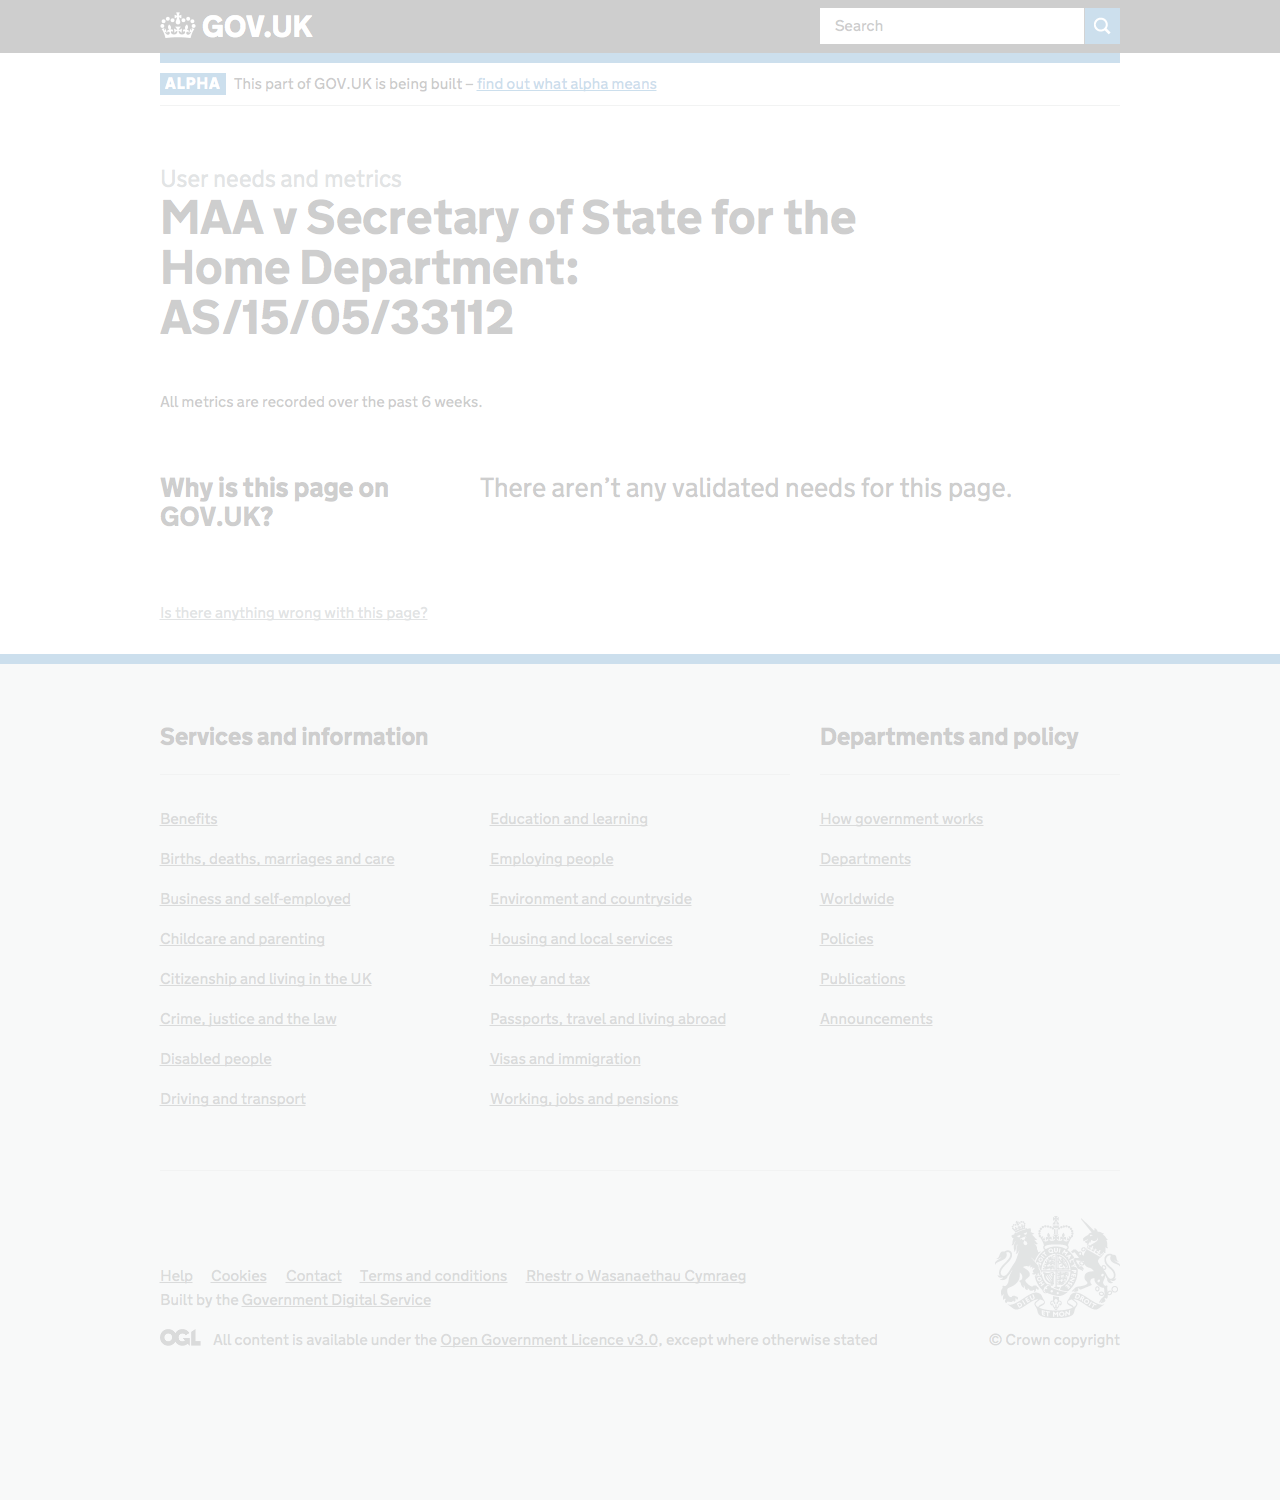 GOV.UK
Search
ALPHA This part of GOV.UK is being built – find out what alpha means
User needs and metrics
MAA v Secretary of State for the
Home Department:
AS/15/05/33112
All metrics are recorded over the past 6 weeks.
Why is this page on
GOV.UK?
There aren’t any validated needs for this page.
Is there anything wrong with this page?
Services and information
Benefits
Births, deaths, marriages and care
Business and self-employed
Childcare and parenting
Citizenship and living in the UK
Crime, justice and the law
Disabled people
Driving and transport
Education and learning
Employing people
Environment and countryside
Housing and local services
Money and tax
Passports, travel and living abroad
Visas and immigration
Working, jobs and pensions
Departments and policy
How government works
Departments
Worldwide
Policies
Publications
Announcements
Help Cookies Contact Terms and conditions Rhestr o Wasanaethau Cymraeg
Built by the Government Digital Service
OGL All content is available under the Open Government Licence v3.0, except where otherwise stated
© Crown copyright